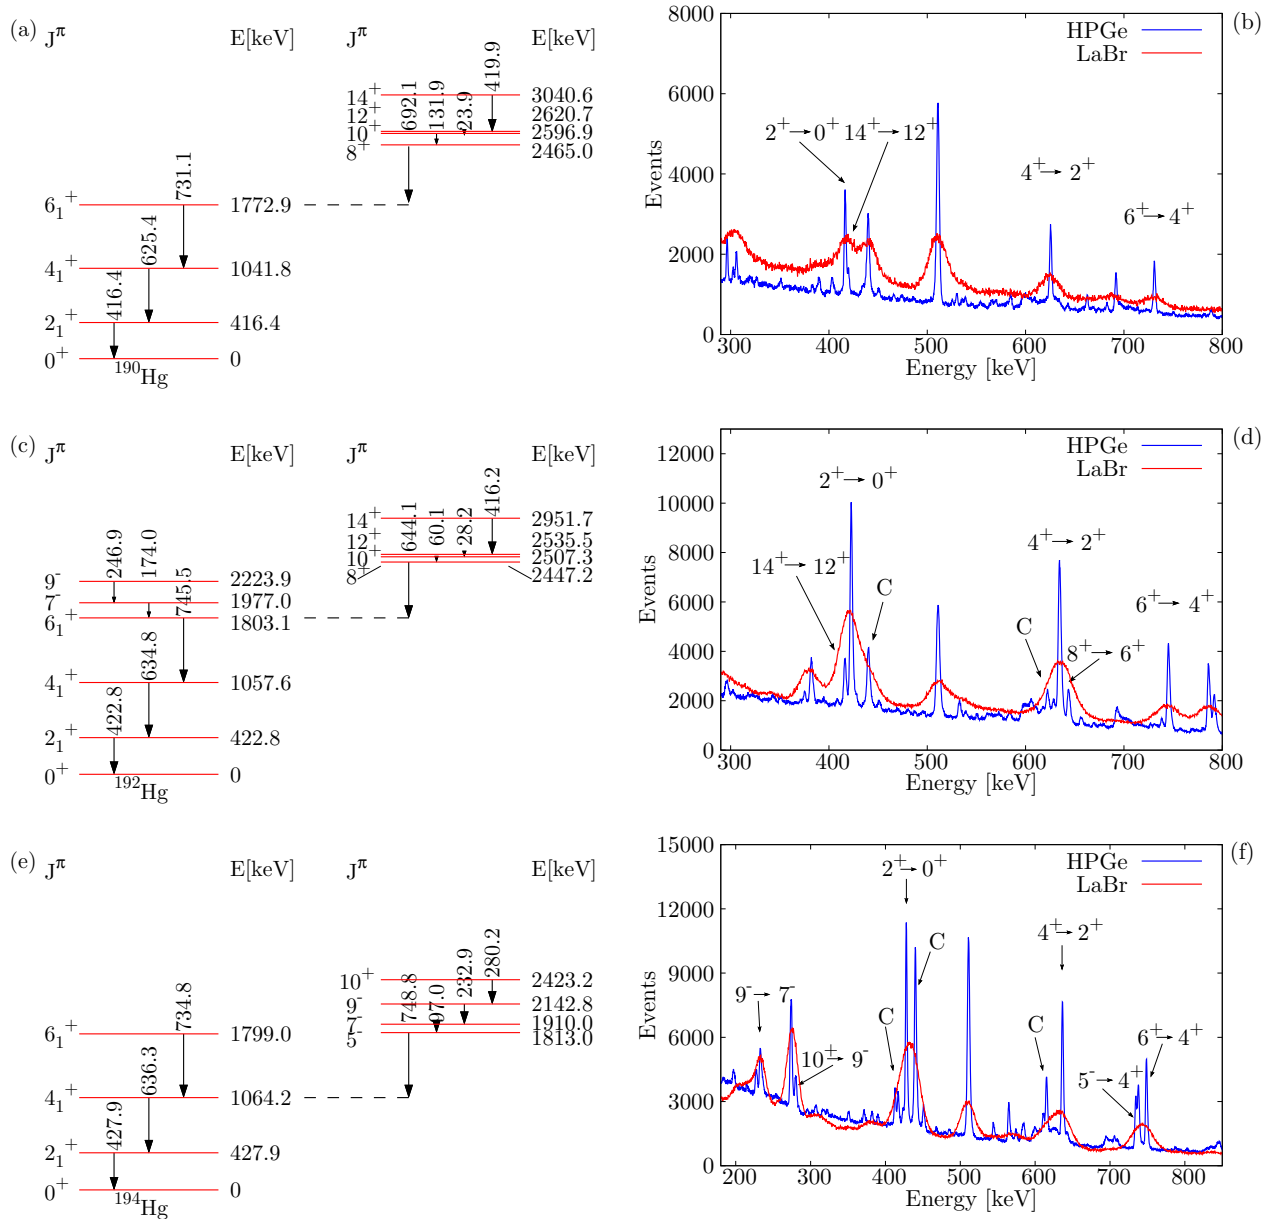 (a) J^π E[keV] J^π E[keV]
14⁺ 692.1 131.9 23.9 419.9 3040.6
12⁺ 2620.7
10⁺ 2596.9
8⁺ 2465.0
6₁⁺ 731.1 1772.9
4₁⁺ 625.4 1041.8
2₁⁺ 416.4 416.4
0⁺ ¹⁹⁰Hg 0
(b)
8000
6000
4000
2000
0
Events
HPGe
LaBr
2⁺→0⁺ 14⁺→12⁺
4⁺→2⁺
6⁺→4⁺
300 400 500 600 700 800
Energy [keV]
(c) J^π E[keV] J^π E[keV]
14⁺ 644.1 60.1 28.2 416.2 2951.7
12⁺ 2535.5
10⁺ 2507.3
8⁺ 2447.2
9⁻ 246.9 174.0 2223.9
7⁻ 745.5 1977.0
6₁⁺ 1803.1
4₁⁺ 634.8 1057.6
2₁⁺ 422.8 422.8
0⁺ ¹⁹²Hg 0
(d)
12000
10000
8000
6000
4000
2000
0
Events
HPGe
LaBr
2⁺→0⁺
14⁺→12⁺
C
4⁺→2⁺
C
8⁺→6⁺
6⁺→4⁺
300 400 500 600 700 800
Energy [keV]
(e) J^π E[keV] J^π E[keV]
10⁺ 748.8 97.0 232.9 280.2 2423.2
9⁻ 2142.8
7⁻ 1910.0
5⁻ 1813.0
6₁⁺ 734.8 1799.0
4₁⁺ 636.3 1064.2
2₁⁺ 427.9 427.9
0⁺ ¹⁹⁴Hg 0
(f)
15000
12000
9000
6000
3000
0
Events
HPGe
LaBr
2⁺→0⁺
C
4⁺→2⁺
9⁻→7⁻
C
C
10⁺→9⁻
6⁺→4⁺
5⁻→4⁺
200 300 400 500 600 700 800
Energy [keV]